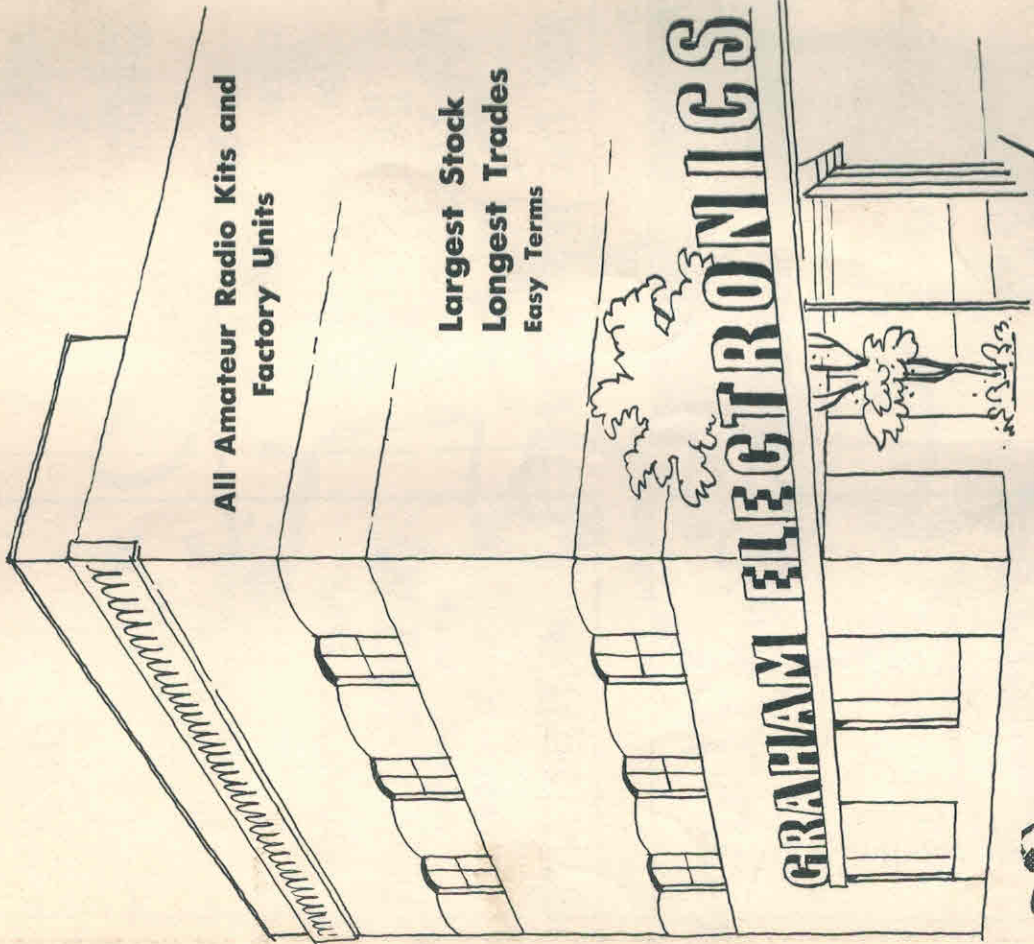 All Amateur Radio Kits and
Factory Units
Largest Stock
Longest Trades
Easy Terms
GRAHAM ELECTRONICS